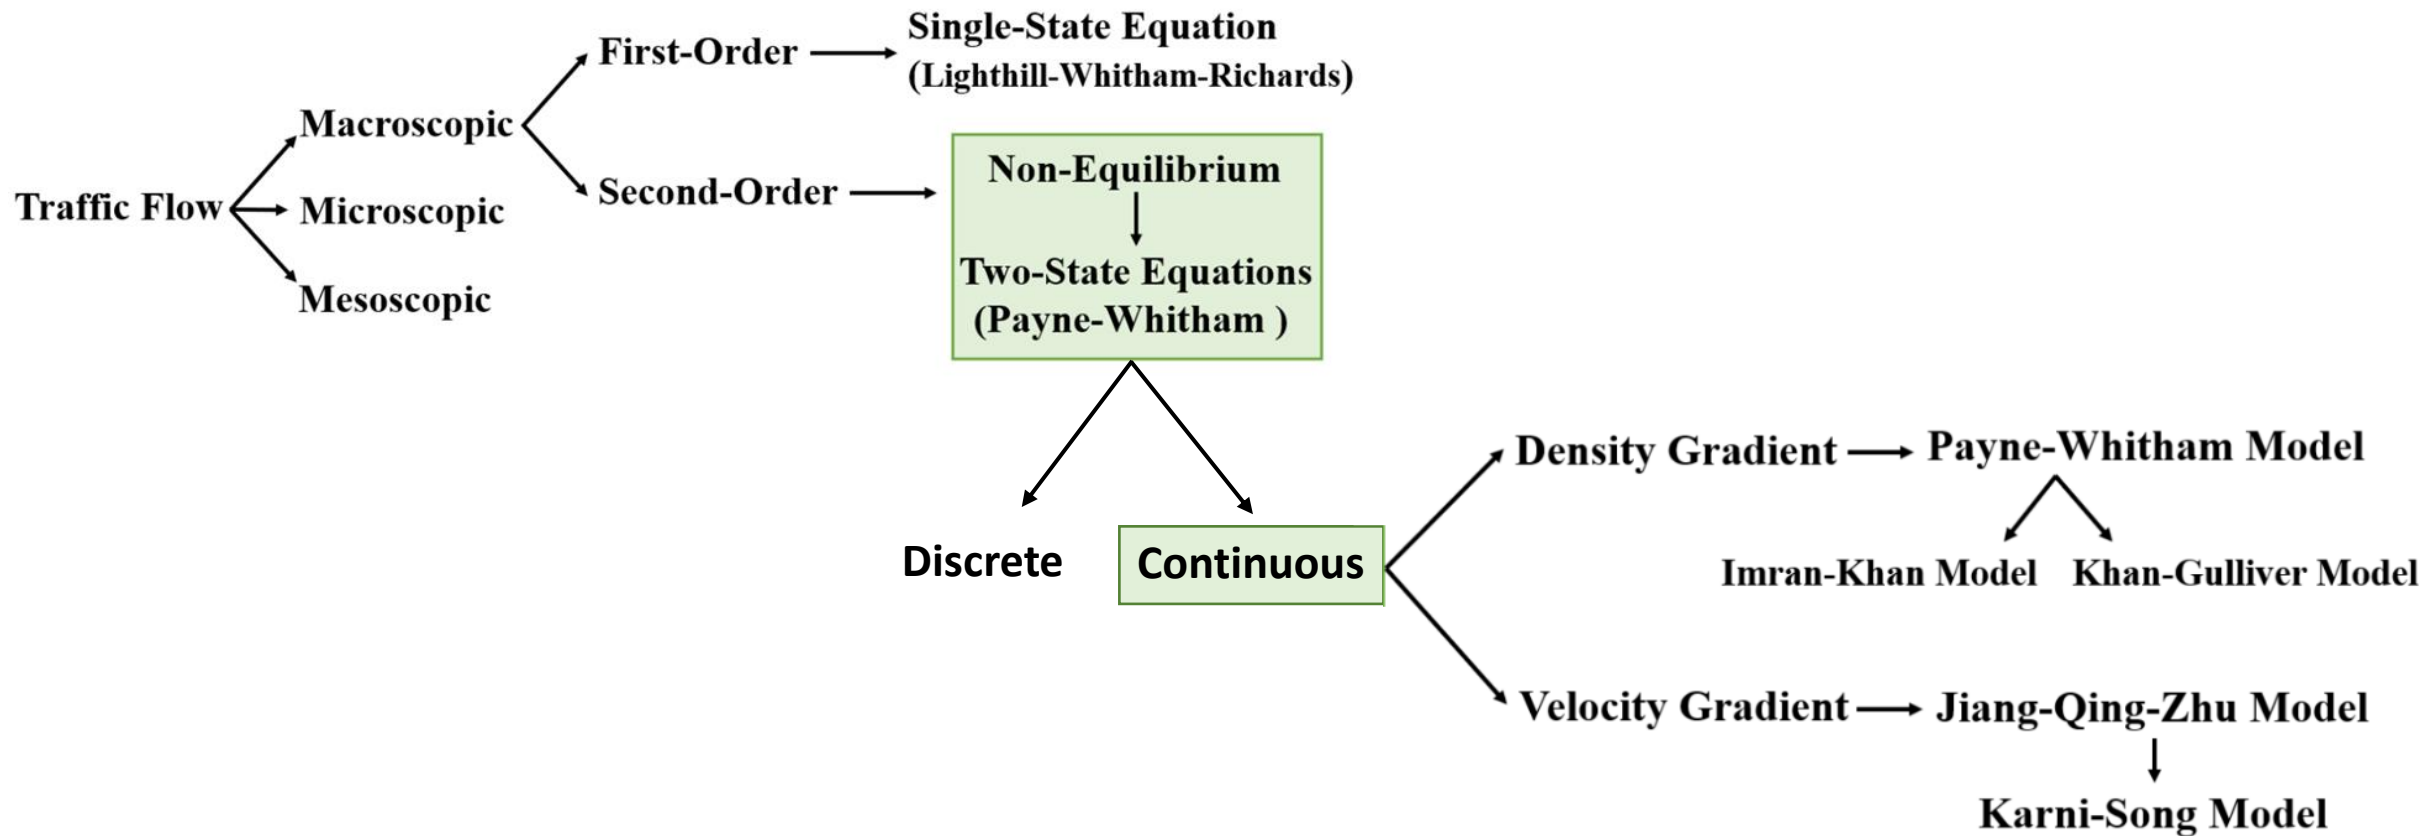 Traffic Flow
Macroscopic
Microscopic
Mesoscopic
First-Order
Second-Order
Single-State Equation
(Lighthill-Whitham-Richards)
Non-Equilibrium
Two-State Equations
(Payne-Whitham )
Discrete
Continuous
Density Gradient
Payne-Whitham Model
Imran-Khan Model
Khan-Gulliver Model
Velocity Gradient
Jiang-Qing-Zhu Model
Karni-Song Model